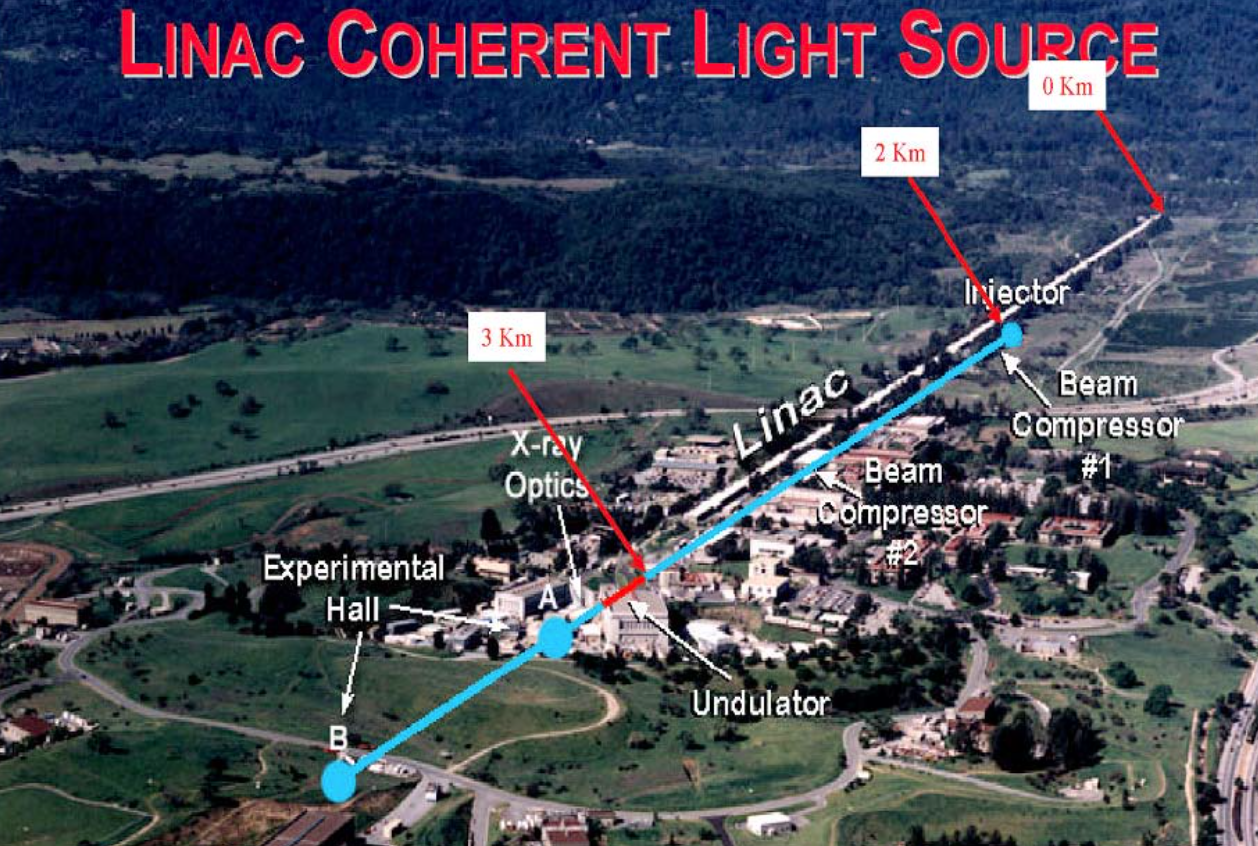 LINAC COHERENT LIGHT SOURCE
0 Km
2 Km
Injector
3 Km
Linac
Beam
Compressor
#1
X-ray
Optics
Beam
Compressor
#2
Experimental
Hall
A
Undulator
B